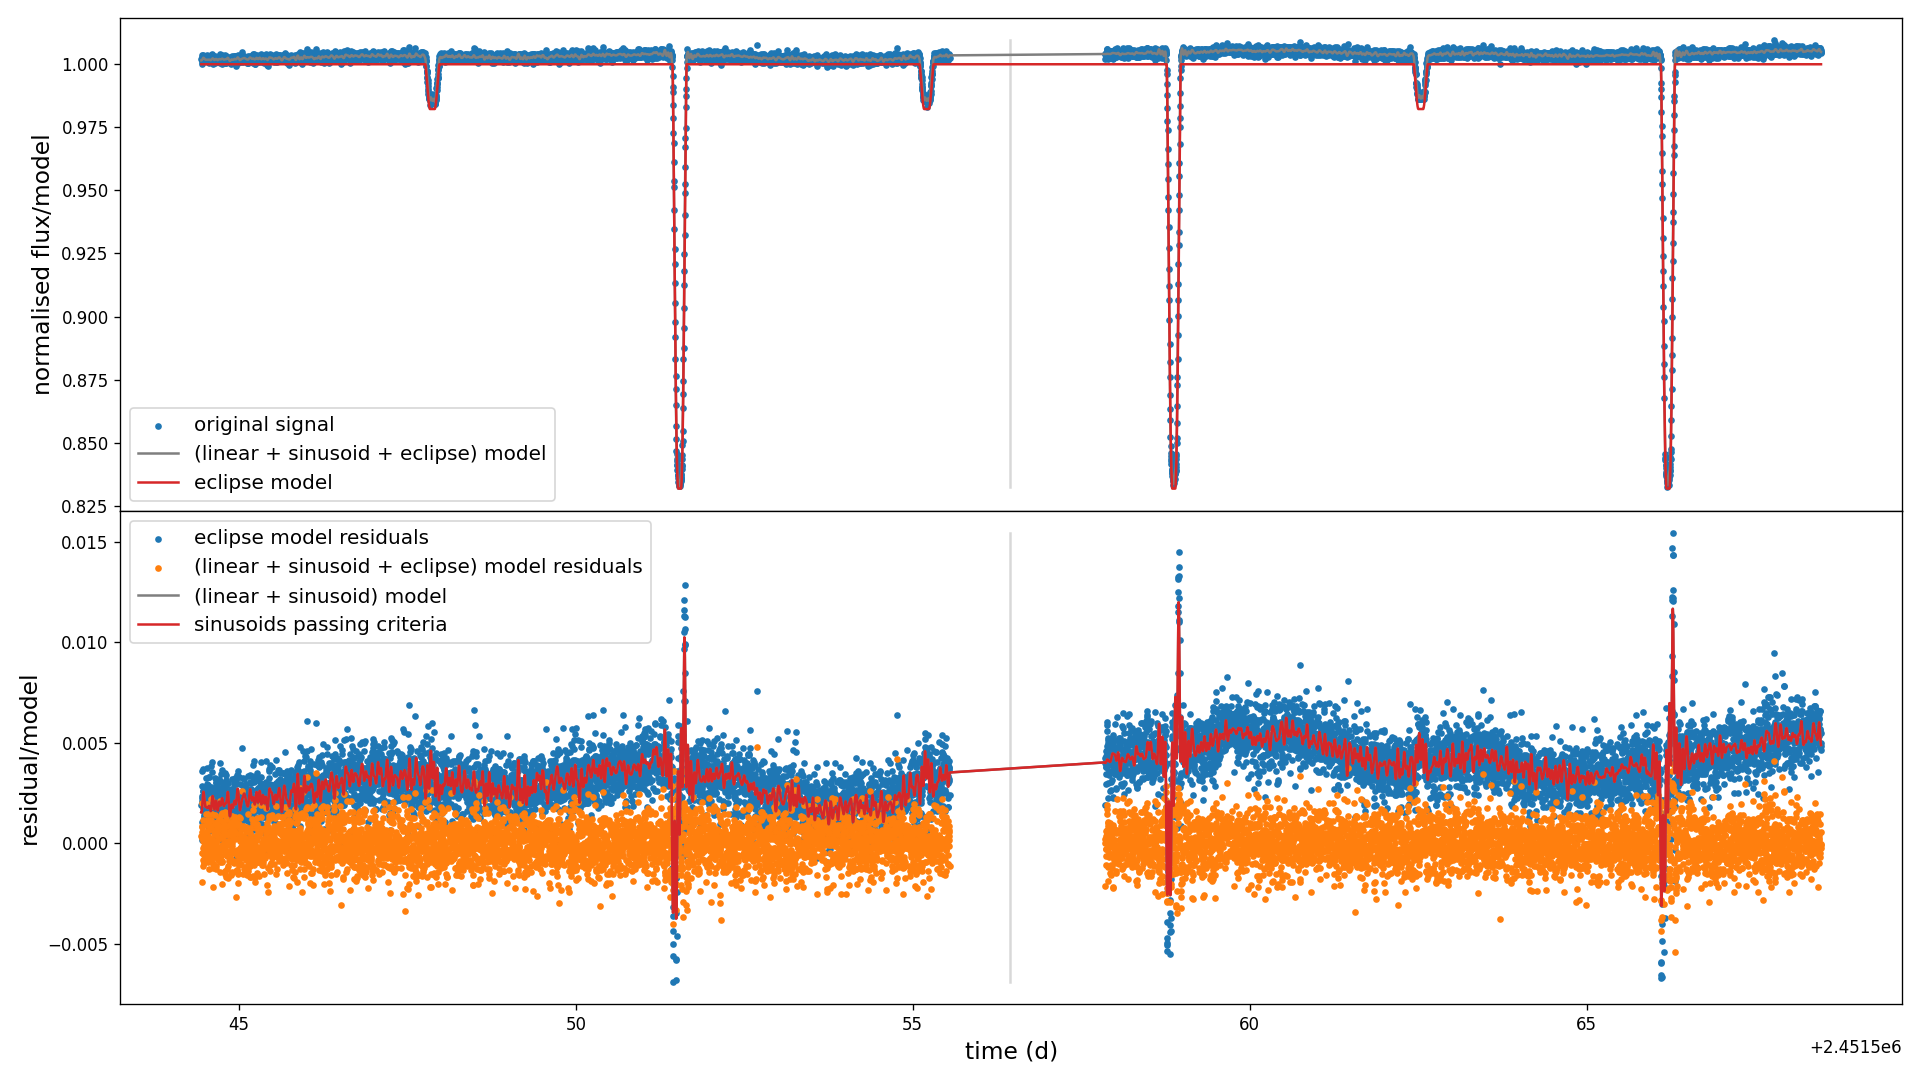 1.000
0.975
0.950
0.925
0.900
0.875
0.850
0.825
normalised flux/model
original signal
(linear + sinusoid + eclipse) model
eclipse model
0.015
0.010
0.005
0.000
−0.005
residual/model
eclipse model residuals
(linear + sinusoid + eclipse) model residuals
(linear + sinusoid) model
sinusoids passing criteria
45 50 55 60 65
time (d)
+2.4515e6